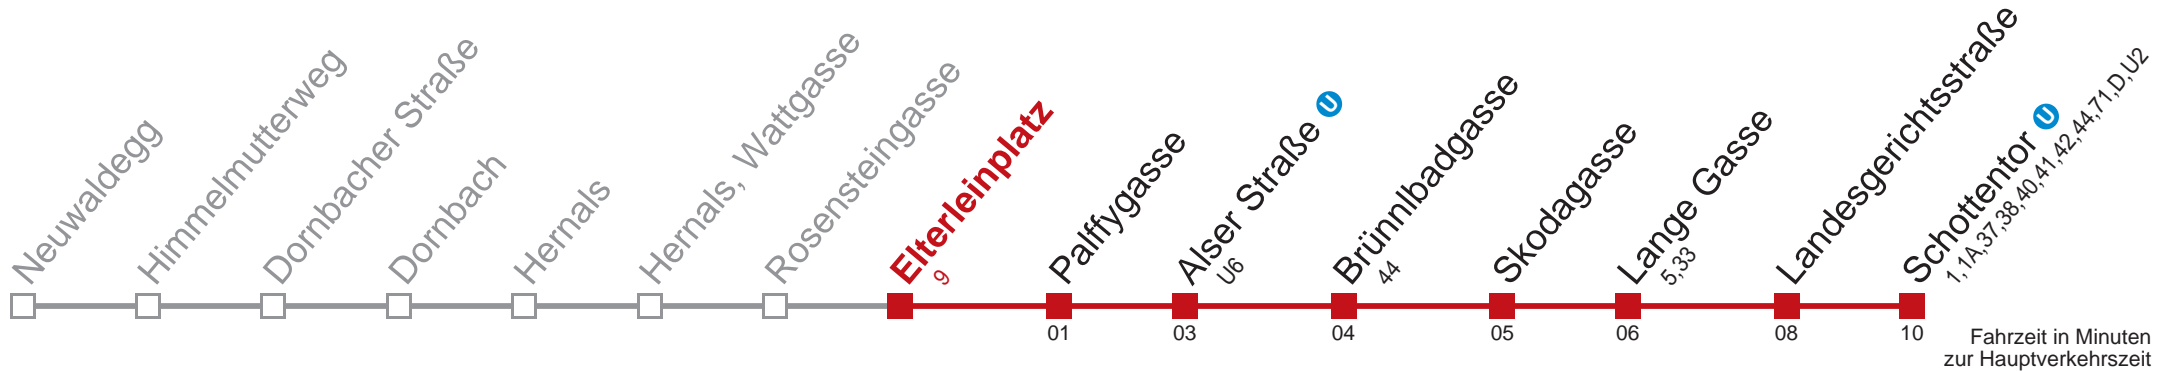 Neuwaldegg
Himmelmutterweg
Dornbacher Straße
Dornbach
Hernals
Hernals, Wattgasse
Rosensteingasse
Elterleinplatz
9
Palffygasse
Alser Straße U
U6
Brünnlbadgasse
44
Skodagasse
Lange Gasse
5,33
Landesgerichtsstraße
Schottentor U
1,1A,37,38,40,41,42,44,71,D,U2
01 03 04 05 06 08 10
Fahrzeit in Minuten
zur Hauptverkehrszeit